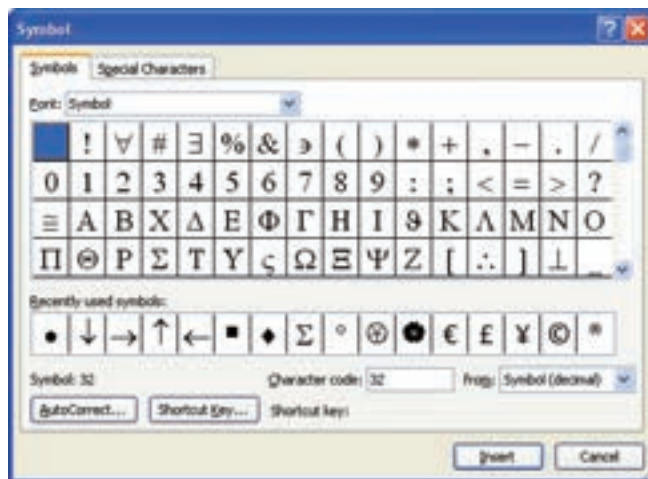 Symbol
Symbols Special Characters
Font: Symbol
! ∀ # ∃ % & ϶ ( ) * + , − . /
0 1 2 3 4 5 6 7 8 9 : ; < = > ?
≅ Α Β Χ Δ Ε Φ Γ Η Ι ϑ Κ Λ Μ Ν Ο
Π Θ Ρ Σ Τ Υ ς Ω Ξ Ψ Ζ [ ∴ ] ⊥ _
Recently used symbols:
● ↓ → ↑ ← ■ ♦ Σ ° € £ ¥ © ®
Symbol: 32 Character code: 32 From: Symbol (decimal)
AutoCorrect... Shortcut Key... Shortcut key:
Insert Cancel